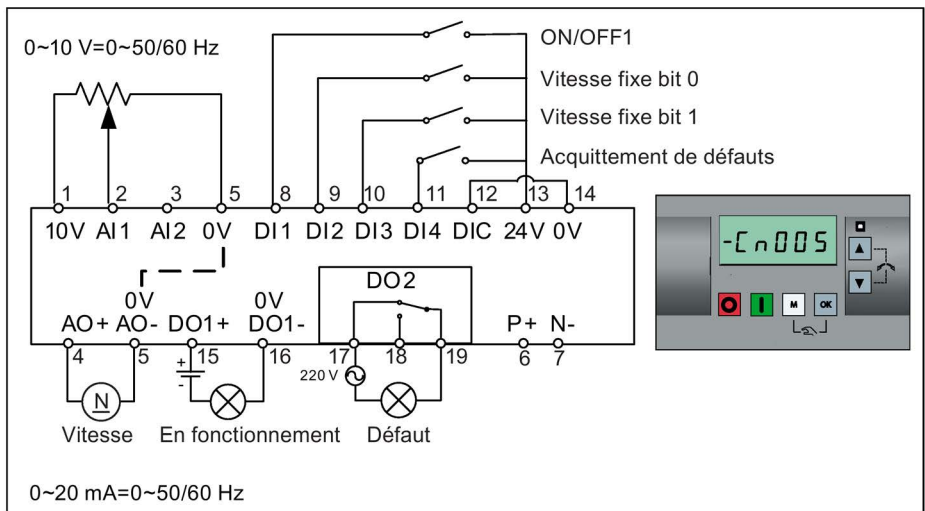 0~10 V=0~50/60 Hz
ON/OFF1
Vitesse fixe bit 0
Vitesse fixe bit 1
Acquittement de défauts
1 2 3 5 8 9 10 11 12 13 14
10V AI1 AI2 0V DI1 DI2 DI3 DI4 DIC 24V 0V
-Cn005
M OK
DO2
0V 0V
AO+ AO- DO1+ DO1- P+ N-
4 5 15 16 17 18 19 6 7
+
-
220 V
N
Vitesse En fonctionnement Défaut
0~20 mA=0~50/60 Hz